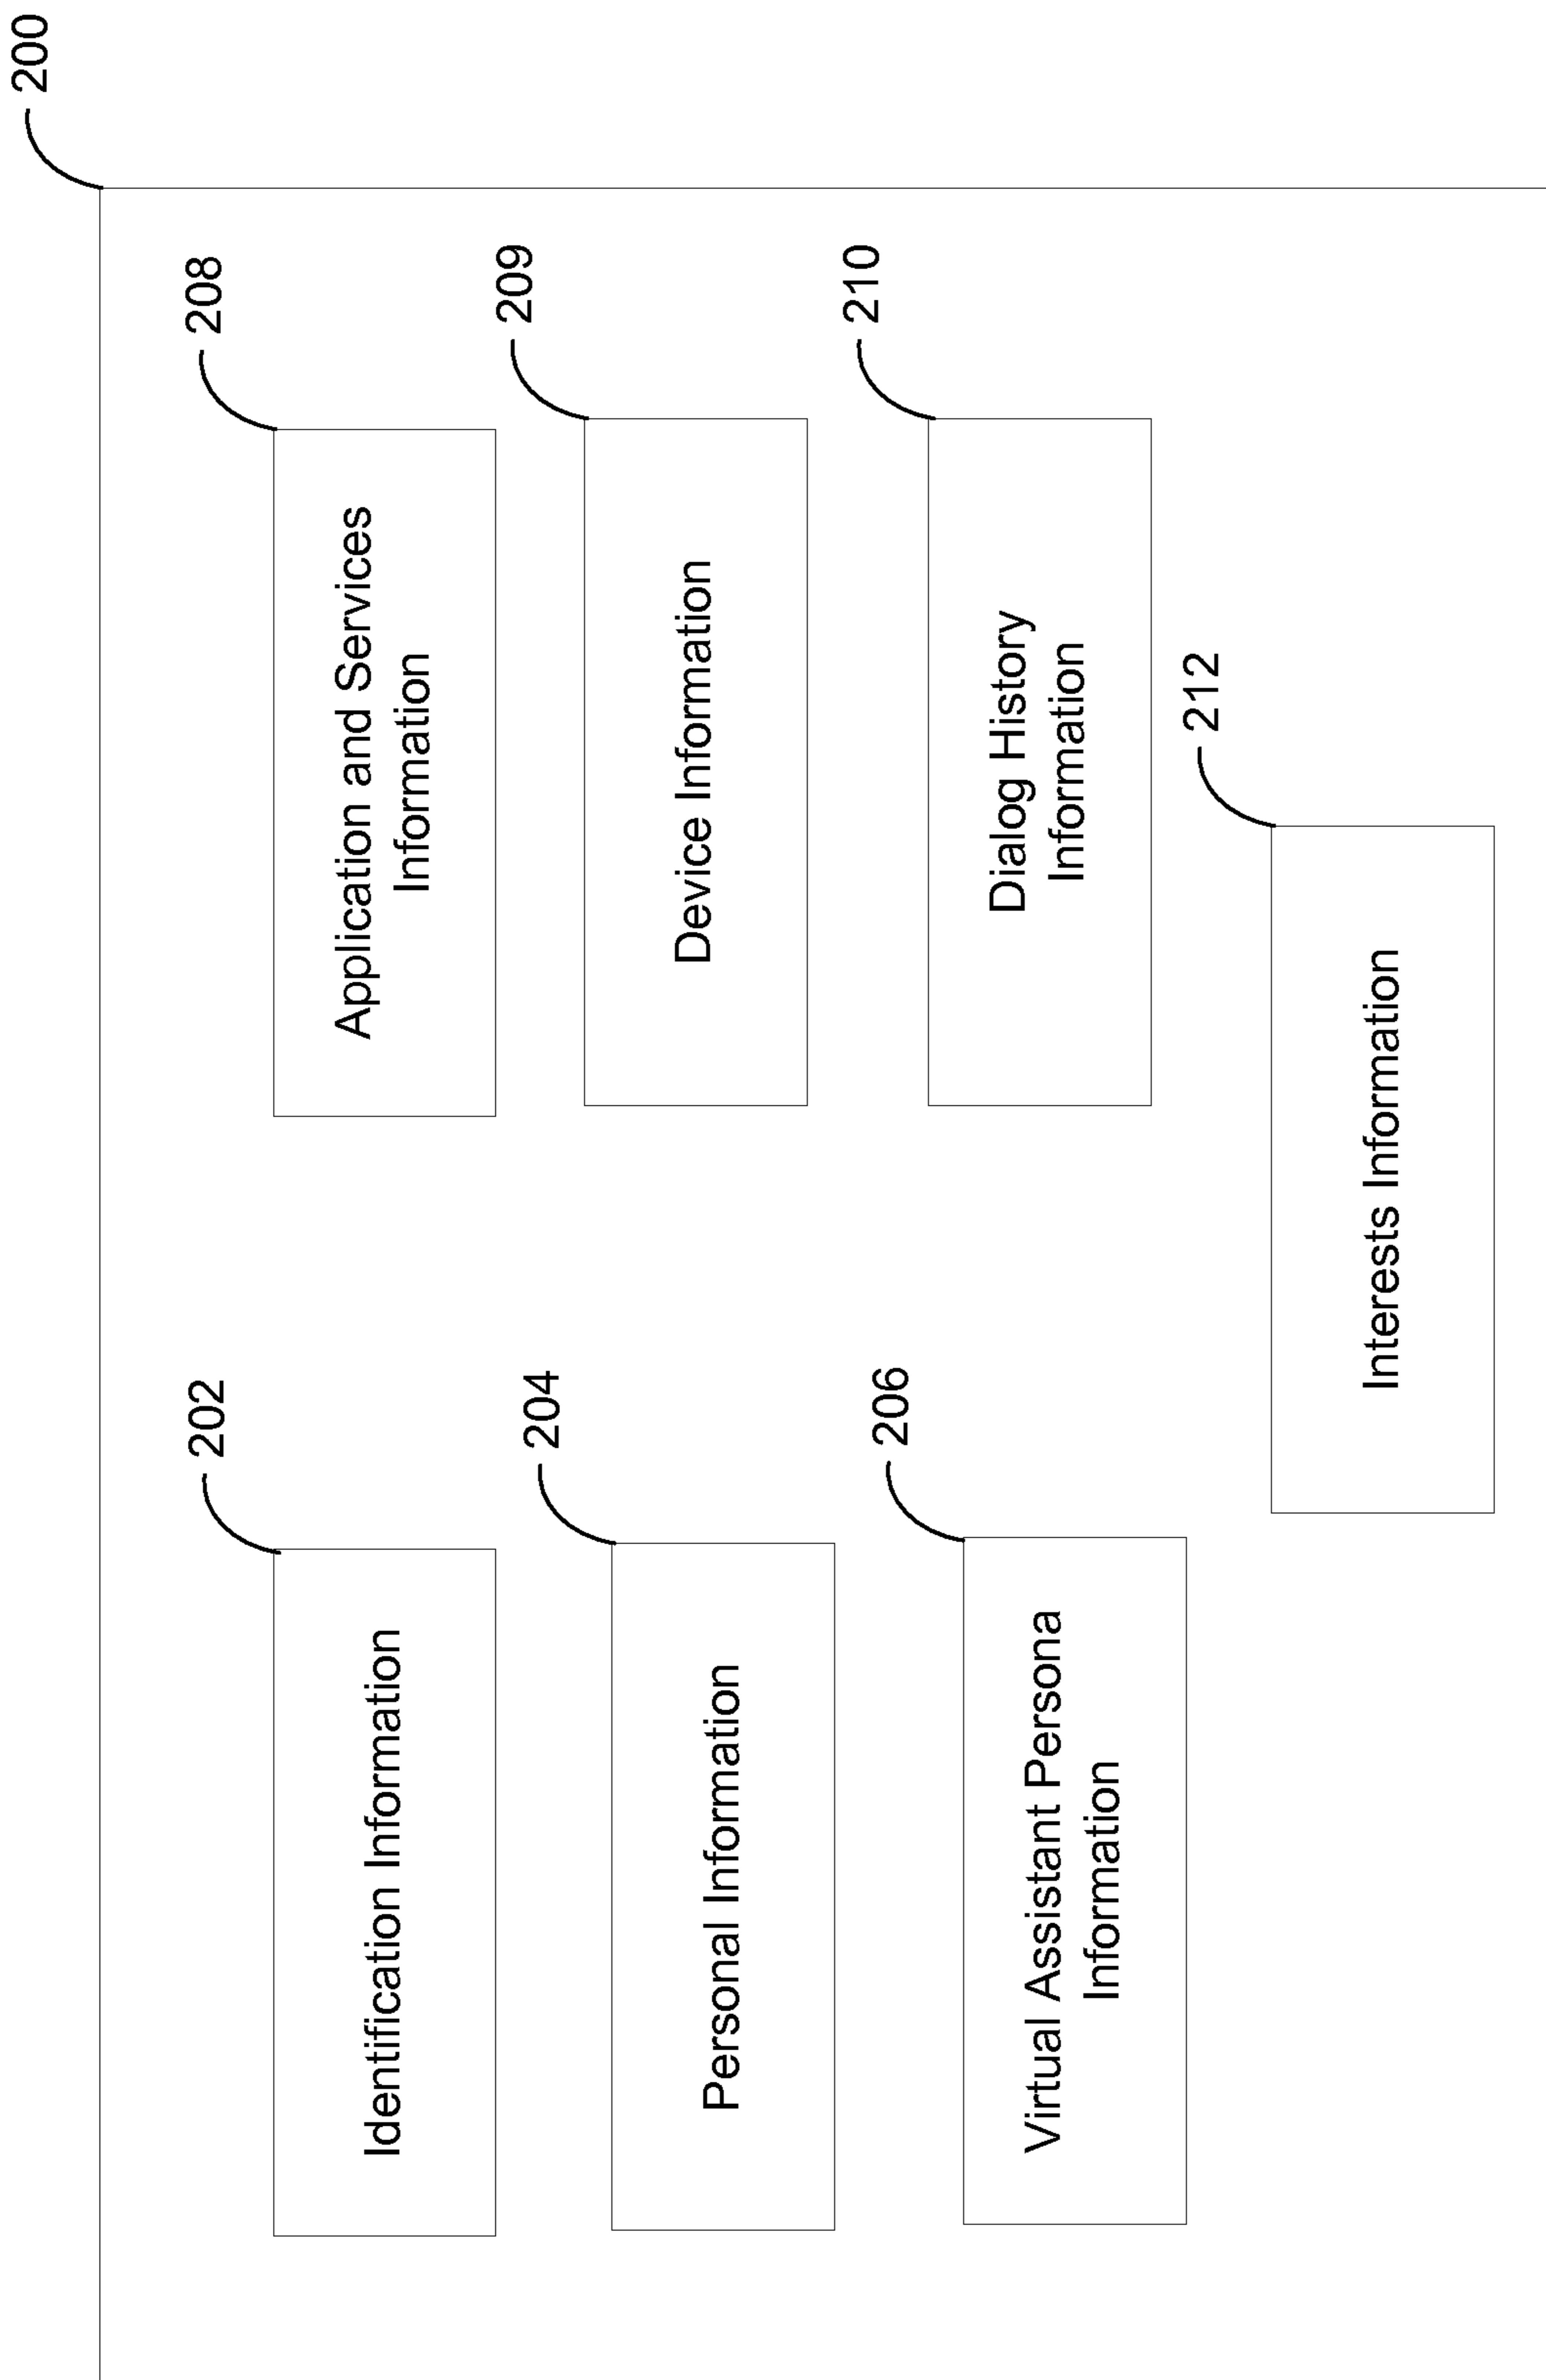 200
202
Identification Information
208
Application and Services
Information
204
Personal Information
209
Device Information
206
Virtual Assistant Persona
Information
210
Dialog History
Information
212
Interests Information